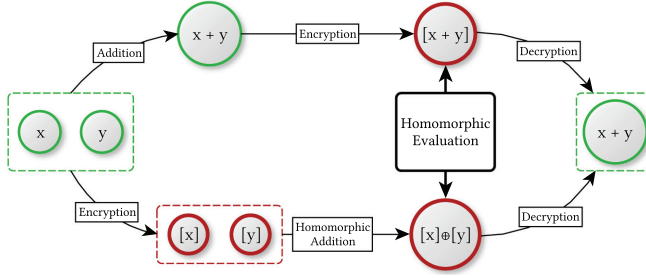 x + y
Encryption
[x + y]
Addition
Decryption
x
y
Homomorphic
Evaluation
x + y
Encryption
[x]
[y]
Homomorphic
Addition
[x]⊕[y]
Decryption